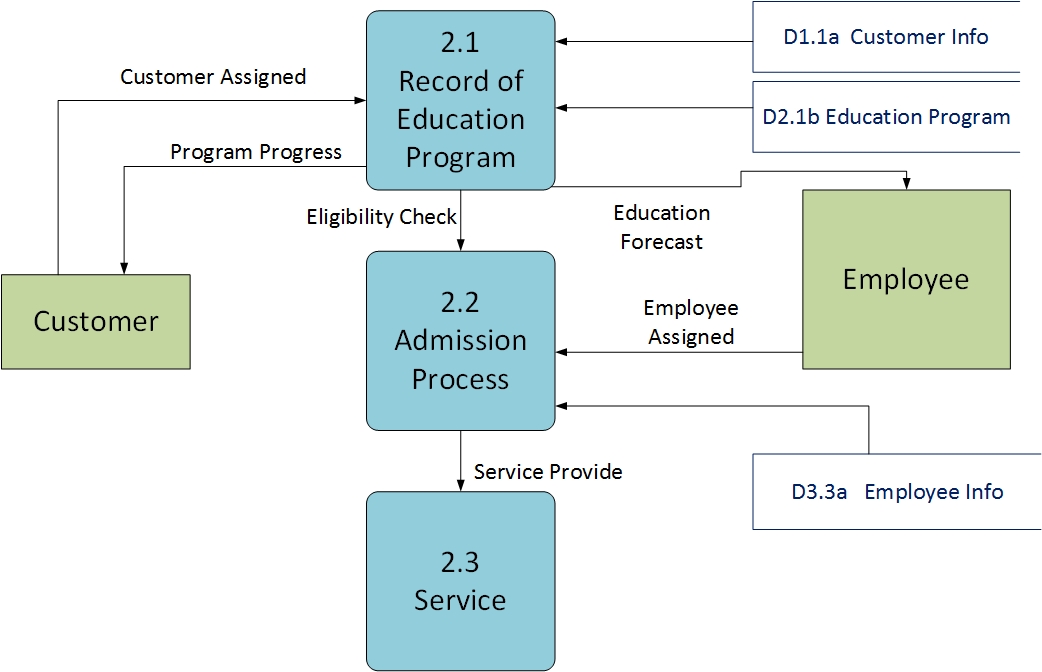 2.1
Record of
Education
Program
D1.1a  Customer Info
Customer Assigned
D2.1b Education Program
Program Progress
Eligibility Check
Education
Forecast
Employee
Customer
2.2
Admission
Process
Employee
Assigned
Service Provide
D3.3a   Employee Info
2.3
Service